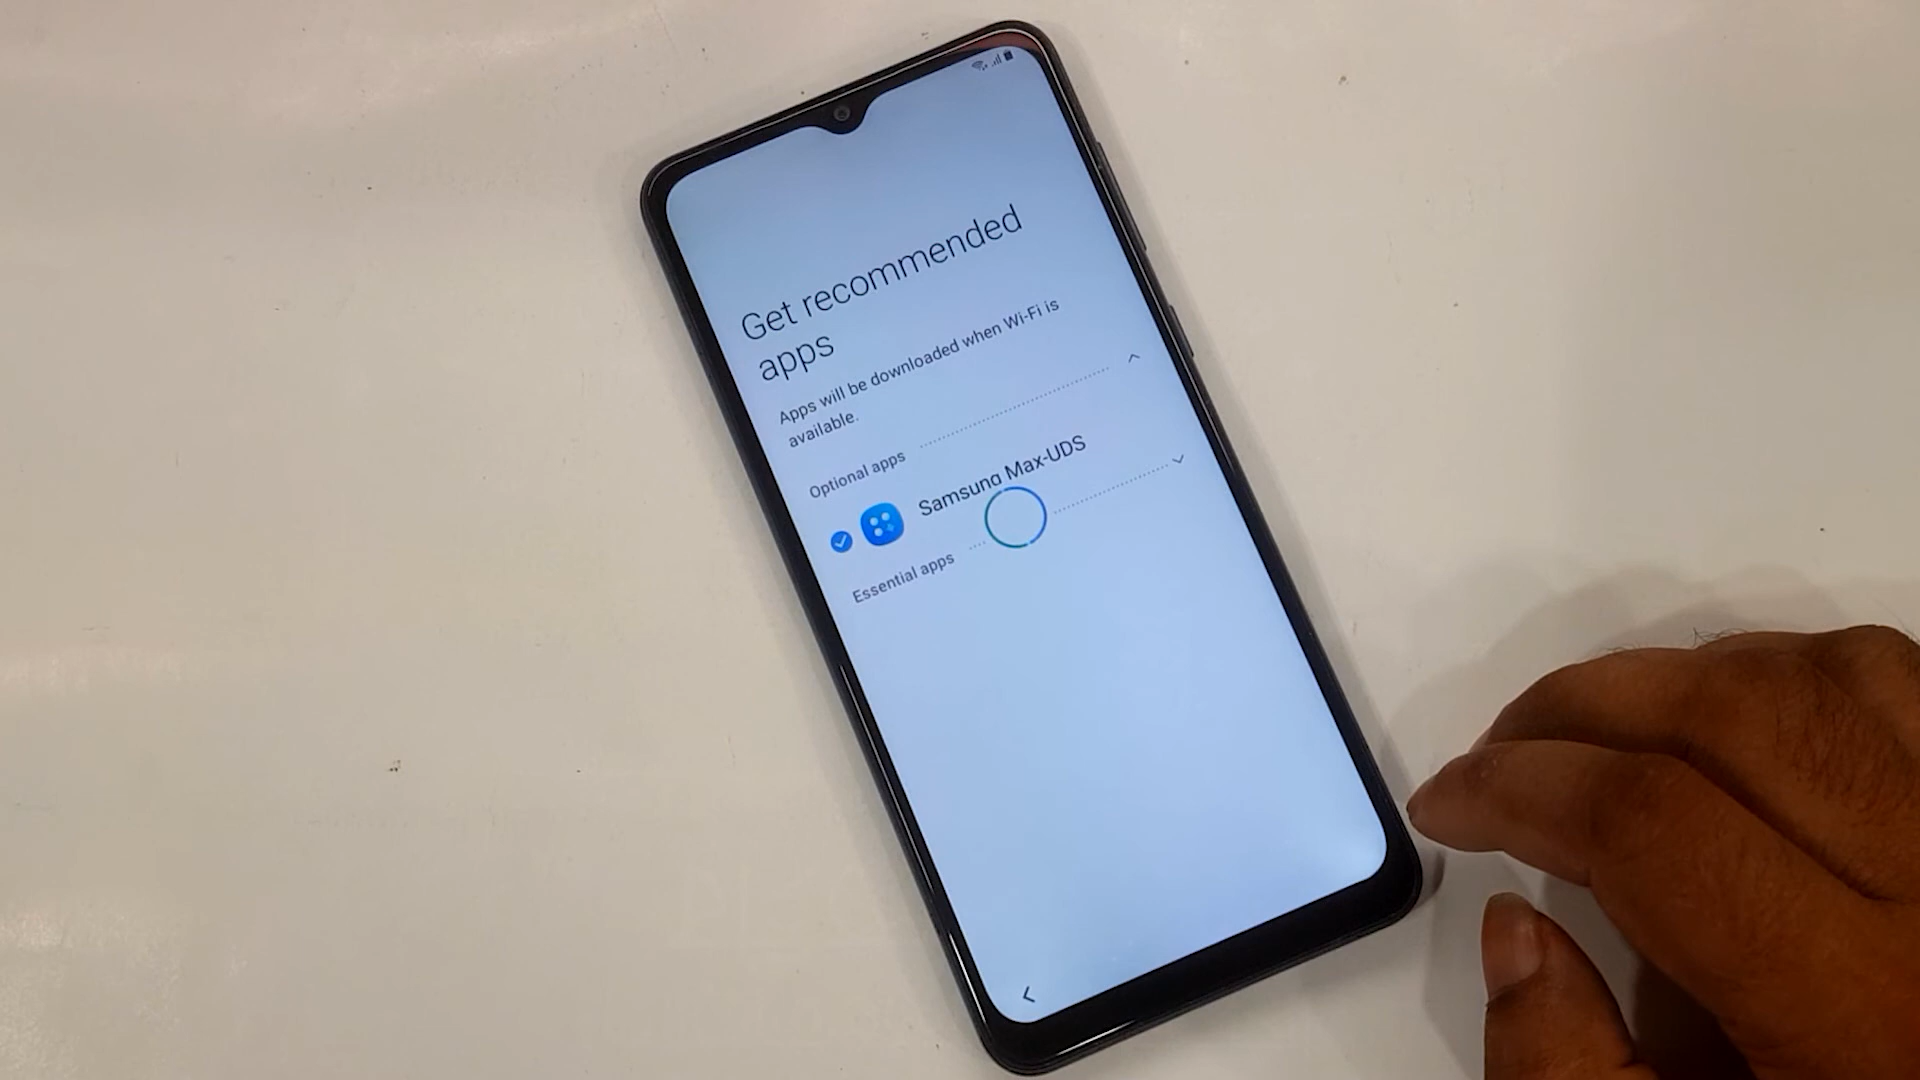 Get recommended
apps
Apps will be downloaded when Wi-Fi is
available.
Optional apps
Samsung Max-UDS
Essential apps